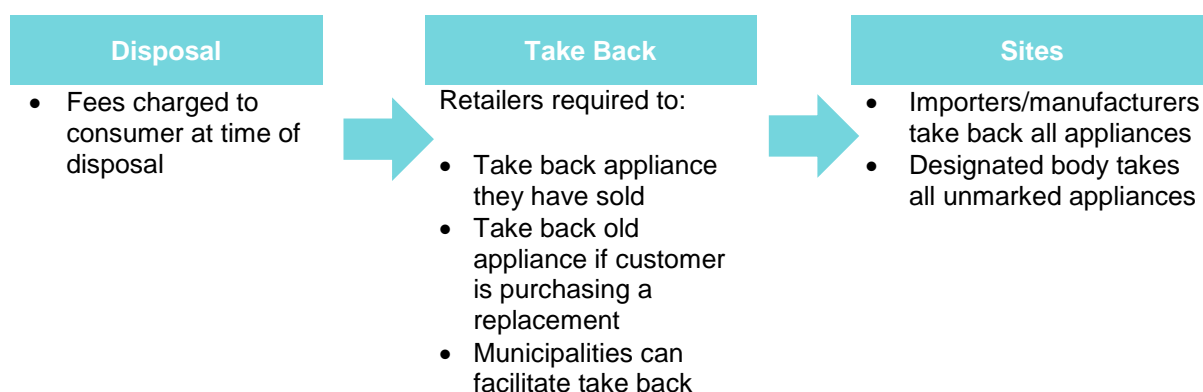 Disposal
• Fees charged to
consumer at time of
disposal
Take Back
Retailers required to:
• Take back appliance
they have sold
• Take back old
appliance if customer
is purchasing a
replacement
• Municipalities can
facilitate take back
Sites
• Importers/manufacturers
take back all appliances
• Designated body takes
all unmarked appliances